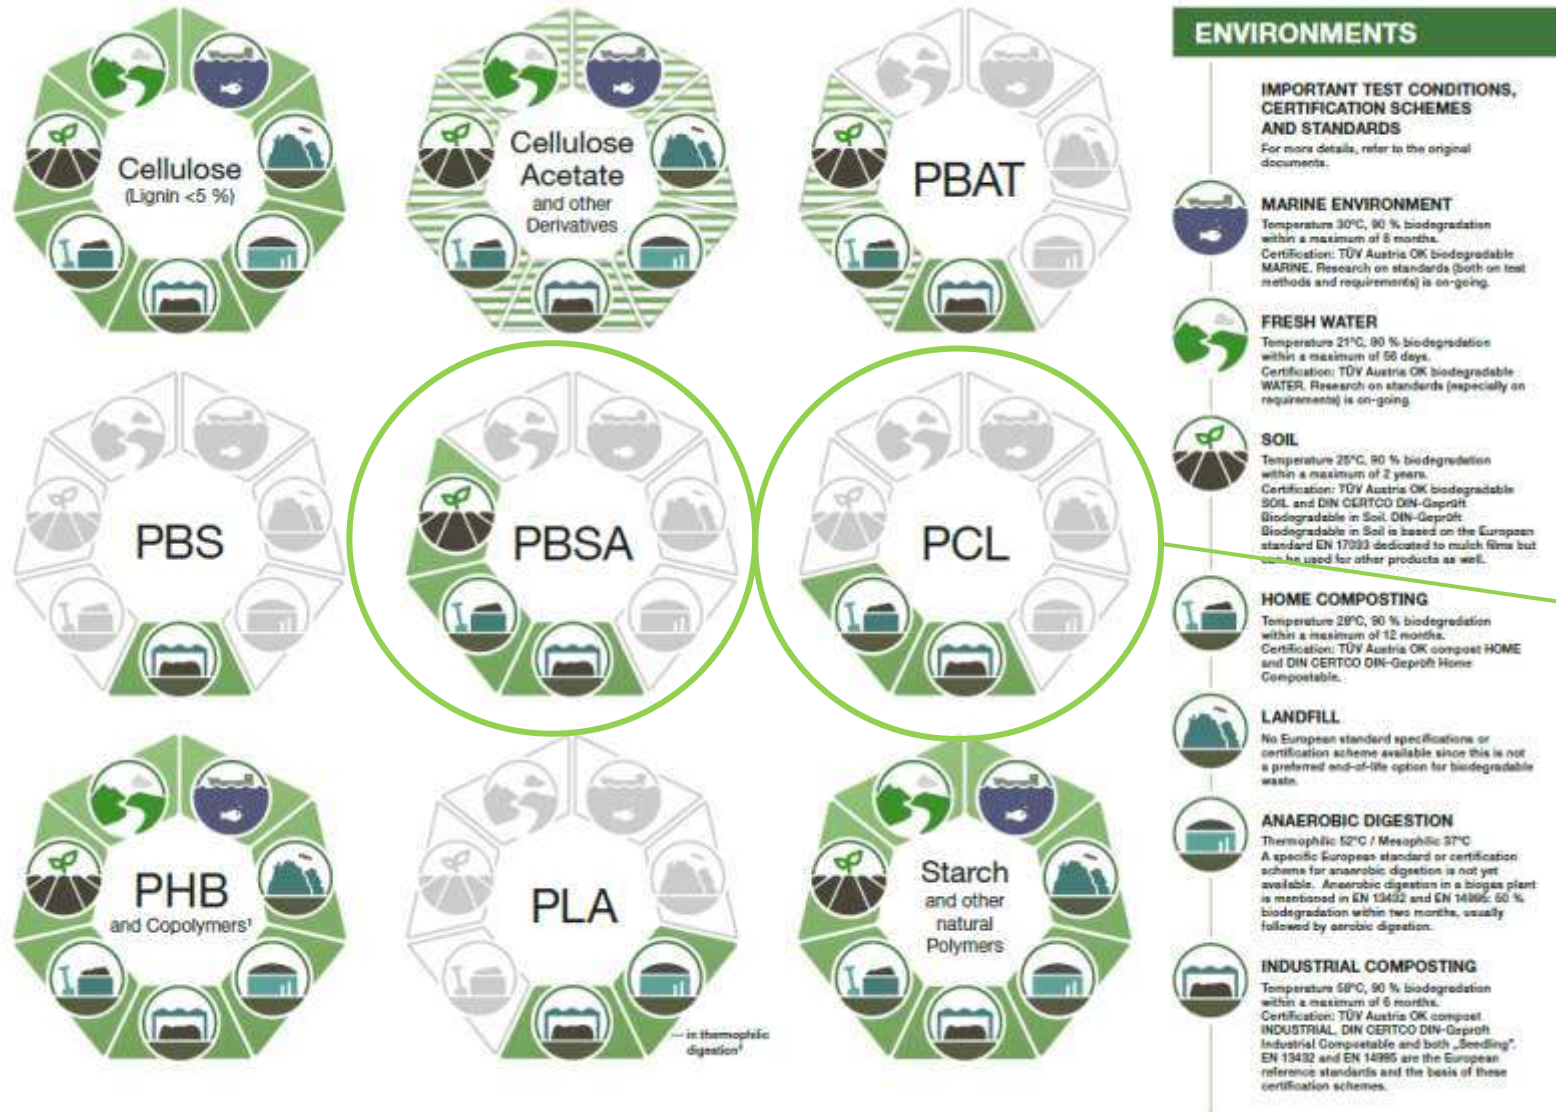 Cellulose
(Lignin <5 %)
Cellulose
Acetate
and other
Derivatives
PBAT
PBS
PBSA
PCL
PHB
and Copolymers¹
PLA
— in thermophilic
digestion²
Starch
and other
natural
Polymers
ENVIRONMENTS
IMPORTANT TEST CONDITIONS,
CERTIFICATION SCHEMES
AND STANDARDS
For more details, refer to the original
documents.
MARINE ENVIRONMENT
Temperature 30°C, 90 % biodegradation
within a maximum of 6 months.
Certification: TÜV Austria OK biodegradable
MARINE. Research on standards (both on test
methods and requirements) is on-going.
FRESH WATER
Temperature 21°C, 90 % biodegradation
within a maximum of 56 days.
Certification: TÜV Austria OK biodegradable
WATER. Research on standards (especially on
requirements) is on-going.
SOIL
Temperature 25°C, 90 % biodegradation
within a maximum of 2 years.
Certification: TÜV Austria OK biodegradable
SOIL and DIN CERTCO DIN-Geprüft
Biodegradable in Soil. DIN-Geprüft
Biodegradable in Soil is based on the European
standard EN 17033 dedicated to mulch films but
can be used for other products as well.
HOME COMPOSTING
Temperature 28°C, 90 % biodegradation
within a maximum of 12 months.
Certification: TÜV Austria OK compost HOME
and DIN CERTCO DIN-Geprüft Home
Compostable.
LANDFILL
No European standard specifications or
certification scheme available since this is not
a preferred end-of-life option for biodegradable
waste.
ANAEROBIC DIGESTION
Thermophilic 52°C / Mesophilic 37°C
A specific European standard or certification
scheme for anaerobic digestion is not yet
available. Anaerobic digestion in a biogas plant
is mentioned in EN 13432 and EN 14995: 50 %
biodegradation within two months, usually
followed by aerobic digestion.
INDUSTRIAL COMPOSTING
Temperature 58°C, 90 % biodegradation
within a maximum of 6 months.
Certification: TÜV Austria OK compost
INDUSTRIAL, DIN CERTCO DIN-Geprüft
Industrial Compostable and both „Seedling“.
EN 13432 and EN 14995 are the European
reference standards and the basis of these
certification schemes.